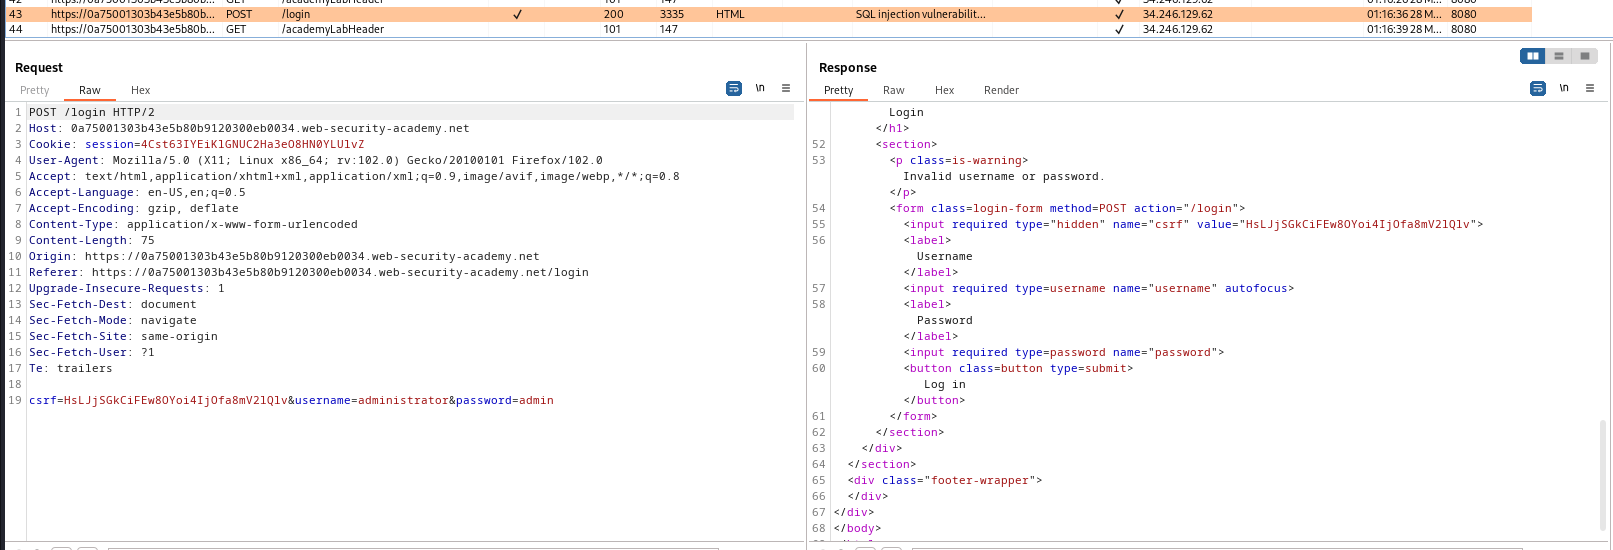 43 https://0a75001303b43e5b80b... POST /login ✓ 200 3335 HTML SQL injection vulnerabilit... ✓ 34.246.129.62 01:16:36 28 M... 8080
44 https://0a75001303b43e5b80b... GET /academyLabHeader 101 147 ✓ 34.246.129.62 01:16:39 28 M... 8080
Request
Pretty Raw Hex \n
1 POST /login HTTP/2
2 Host: 0a75001303b43e5b80b9120300eb0034.web-security-academy.net
3 Cookie: session=4Cst63IYEiKlGNUC2Ha3eO8HN0YLUlvZ
4 User-Agent: Mozilla/5.0 (X11; Linux x86_64; rv:102.0) Gecko/20100101 Firefox/102.0
5 Accept: text/html,application/xhtml+xml,application/xml;q=0.9,image/avif,image/webp,*/*;q=0.8
6 Accept-Language: en-US,en;q=0.5
7 Accept-Encoding: gzip, deflate
8 Content-Type: application/x-www-form-urlencoded
9 Content-Length: 75
10 Origin: https://0a75001303b43e5b80b9120300eb0034.web-security-academy.net
11 Referer: https://0a75001303b43e5b80b9120300eb0034.web-security-academy.net/login
12 Upgrade-Insecure-Requests: 1
13 Sec-Fetch-Dest: document
14 Sec-Fetch-Mode: navigate
15 Sec-Fetch-Site: same-origin
16 Sec-Fetch-User: ?1
17 Te: trailers
18
19 csrf=HsLJjSGkCiFEw8OYoi4IjOfa8mV2lQlv&username=administrator&password=admin
Response
Pretty Raw Hex Render \n
Login
</h1>
52 <section>
53 <p class=is-warning>
Invalid username or password.
</p>
54 <form class=login-form method=POST action="/login">
55 <input required type="hidden" name="csrf" value="HsLJjSGkCiFEw8OYoi4IjOfa8mV2lQlv">
56 <label>
Username
</label>
57 <input required type=username name="username" autofocus>
58 <label>
Password
</label>
59 <input required type=password name="password">
60 <button class=button type=submit>
Log in
</button>
61 </form>
62 </section>
63 </div>
64 </section>
65 <div class="footer-wrapper">
66 </div>
67 </div>
68 </body>